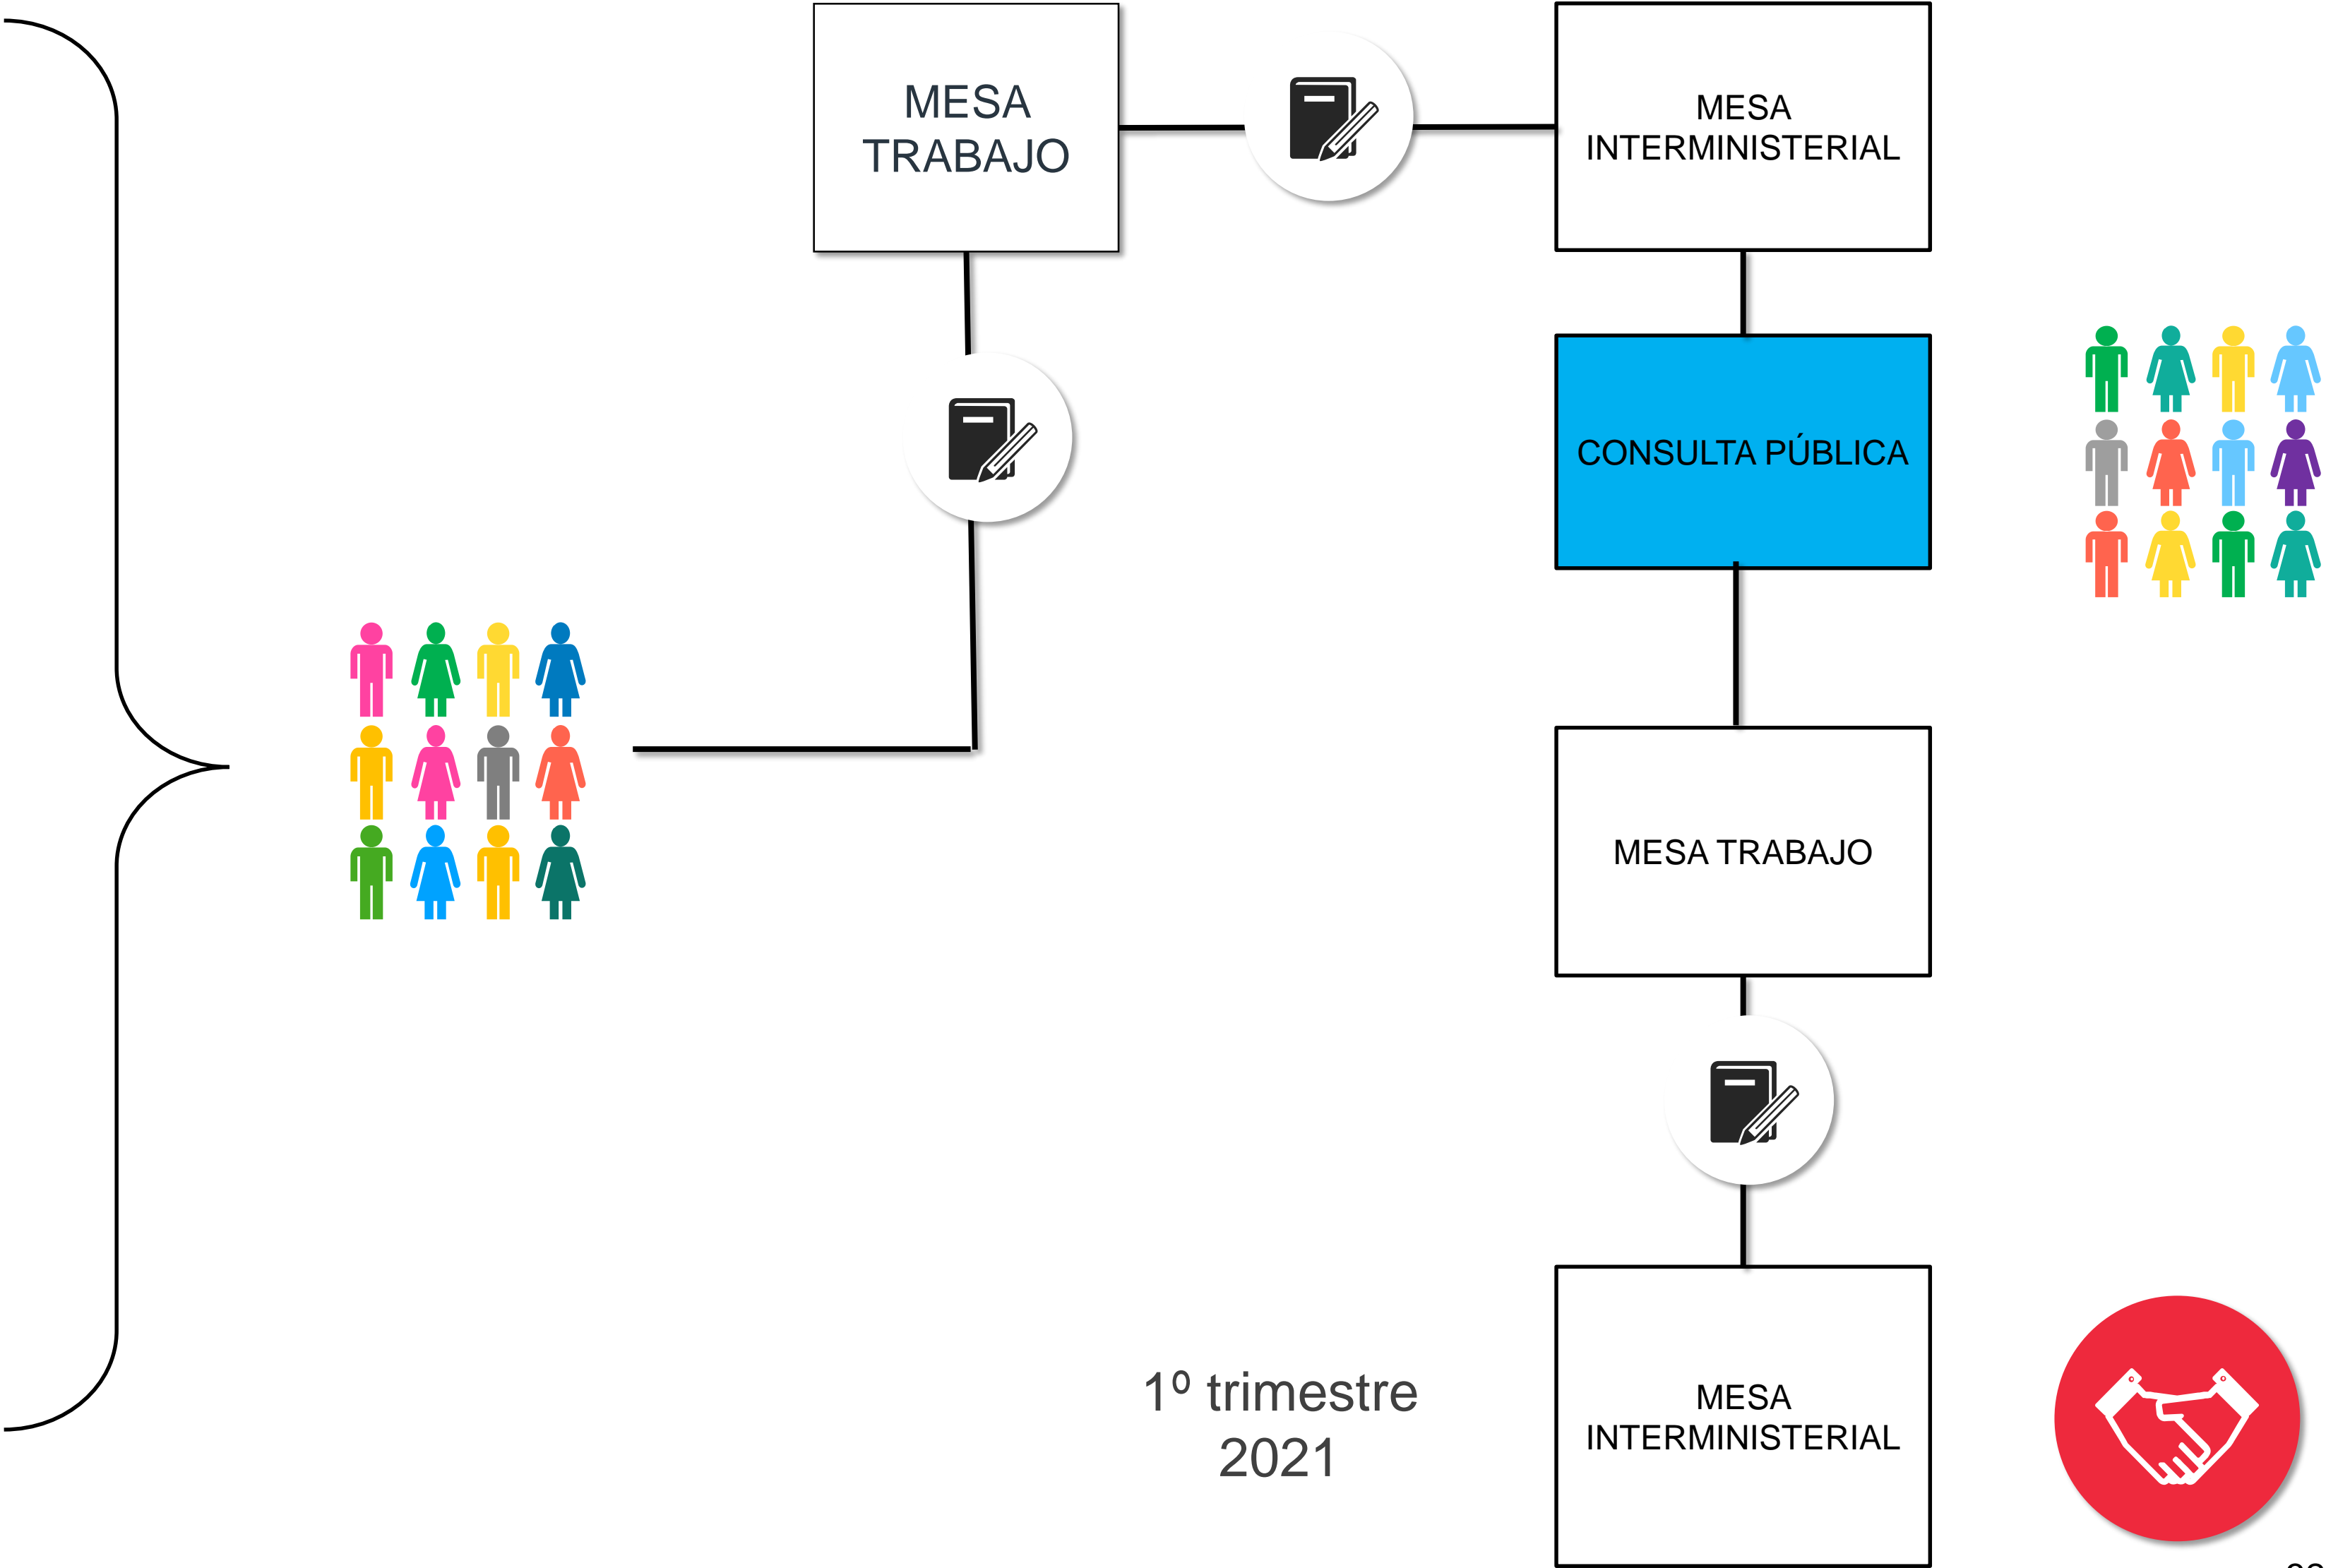 MESA
TRABAJO
MESA
INTERMINISTERIAL
CONSULTA PÚBLICA
MESA TRABAJO
1º trimestre
2021
MESA
INTERMINISTERIAL